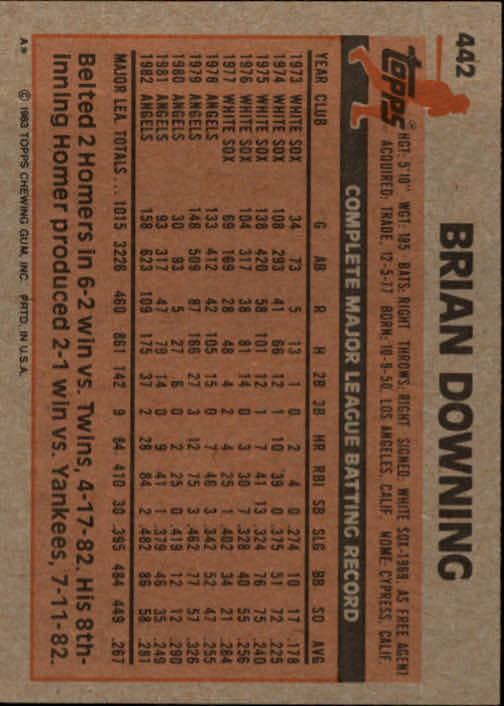 442
BRIAN DOWNING
TOPPS®
HGT: 5'10" WGT: 195 BATS: RIGHT THROWS: RIGHT SIGNED: WHITE SOX-1969, AS FREE AGENT
ACQUIRED: TRADE, 12-5-77 BORN: 10-9-50, LOS ANGELES, CALIF. HOME: CYPRESS, CALIF.
COMPLETE MAJOR LEAGUE BATTING RECORD
YEAR CLUB G AB R H 2B 3B HR RBI SB SLG BB SO AVG
1973 WHITE SOX 34 73 5 13 1 0 2 4 0 .274 10 17 .178
1974 WHITE SOX 108 293 41 66 12 1 10 39 0 .375 51 72 .225
1975 WHITE SOX 138 420 58 101 12 1 7 41 13 .324 76 75 .240
1976 WHITE SOX 104 317 38 81 14 0 3 30 7 .328 40 55 .256
1977 WHITE SOX 69 169 28 48 4 2 4 25 1 .402 34 21 .284
1978 ANGELS 133 412 42 105 15 0 7 46 3 .342 52 47 .255
1979 ANGELS 148 509 87 166 27 3 12 75 3 .462 77 57 .326
1980 ANGELS 30 93 5 27 6 0 2 25 0 .419 12 12 .290
1981 ANGELS 93 317 47 79 14 0 9 41 1 .379 46 35 .249
1982 ANGELS 158 623 109 175 37 2 28 84 2 .482 86 58 .281
MAJOR LEA. TOTALS ... 1015 3226 460 861 142 9 84 410 30 .395 484 449 .267
Belted 2 Homers in 6-2 win vs. Twins, 4-17-82. His 8th-
inning Homer produced 2-1 win vs. Yankees, 7-11-82.
A* © 1983 TOPPS CHEWING GUM, INC. PRTD. IN U.S.A.